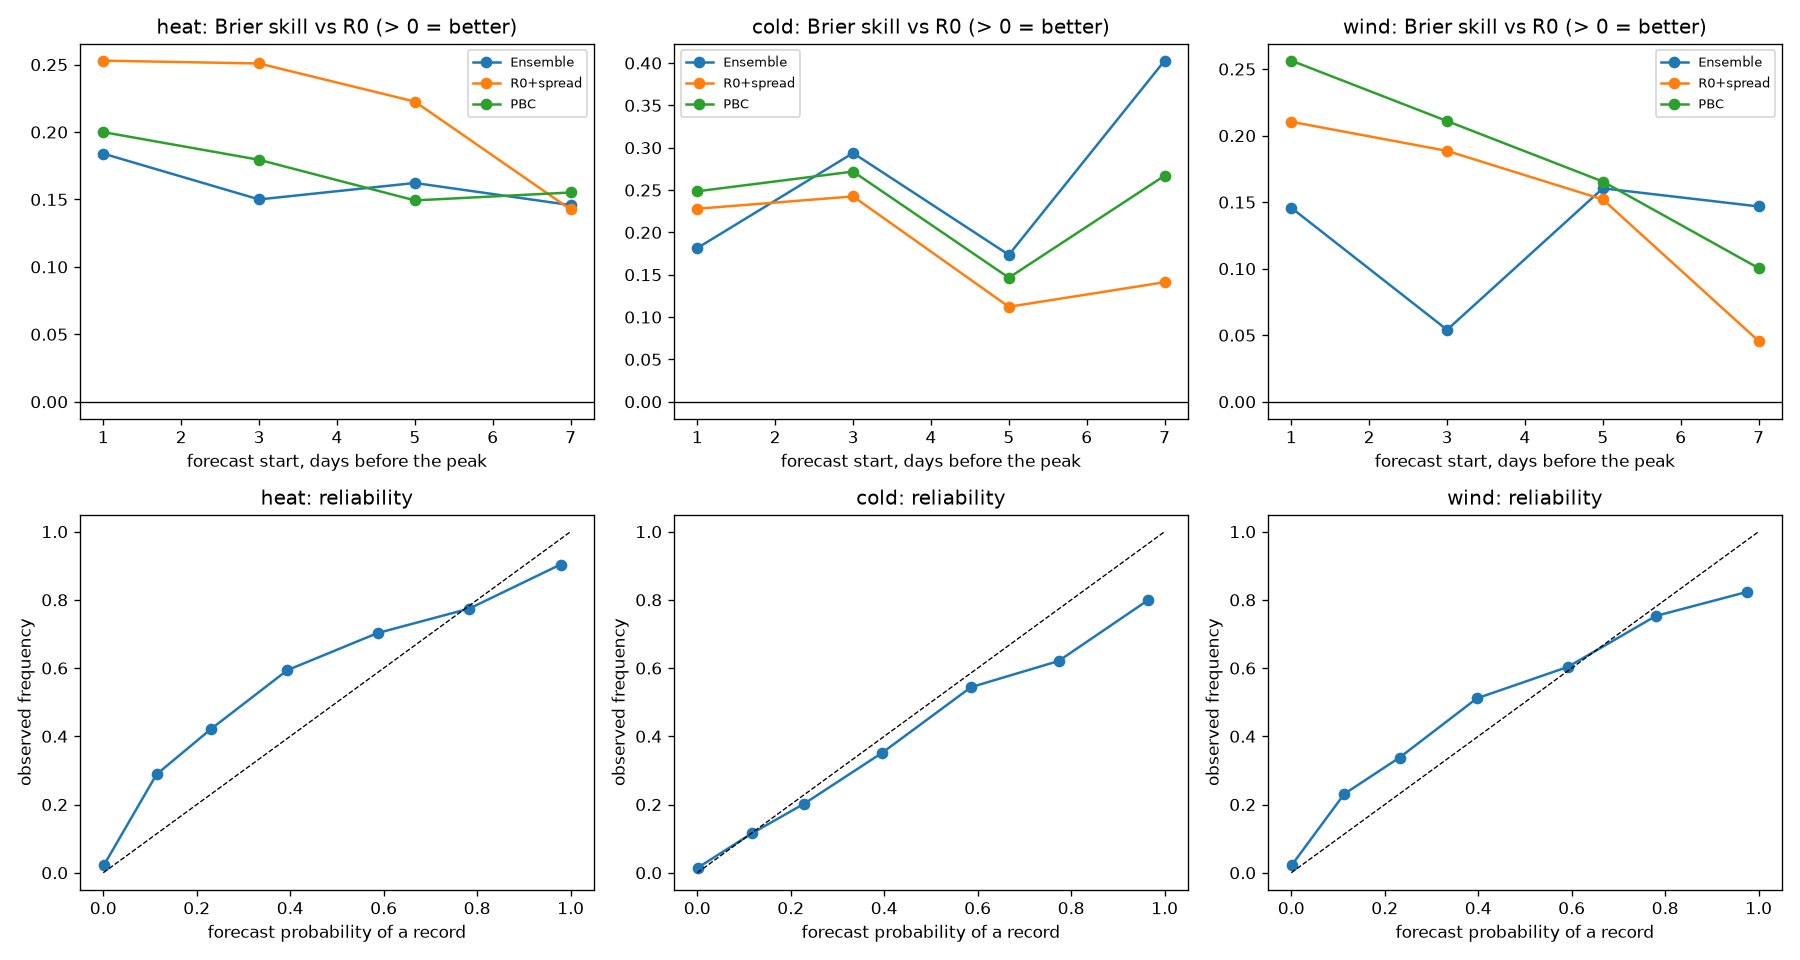 heat: Brier skill vs R0 (> 0 = better)
0.25
0.20
0.15
0.10
0.05
0.00
Ensemble
R0+spread
PBC
1 2 3 4 5 6 7
forecast start, days before the peak
cold: Brier skill vs R0 (> 0 = better)
0.40
0.35
0.30
0.25
0.20
0.15
0.10
0.05
0.00
Ensemble
R0+spread
PBC
1 2 3 4 5 6 7
forecast start, days before the peak
wind: Brier skill vs R0 (> 0 = better)
0.25
0.20
0.15
0.10
0.05
0.00
Ensemble
R0+spread
PBC
1 2 3 4 5 6 7
forecast start, days before the peak
heat: reliability
observed frequency
1.0
0.8
0.6
0.4
0.2
0.0
0.0 0.2 0.4 0.6 0.8 1.0
forecast probability of a record
cold: reliability
observed frequency
1.0
0.8
0.6
0.4
0.2
0.0
0.0 0.2 0.4 0.6 0.8 1.0
forecast probability of a record
wind: reliability
observed frequency
1.0
0.8
0.6
0.4
0.2
0.0
0.0 0.2 0.4 0.6 0.8 1.0
forecast probability of a record